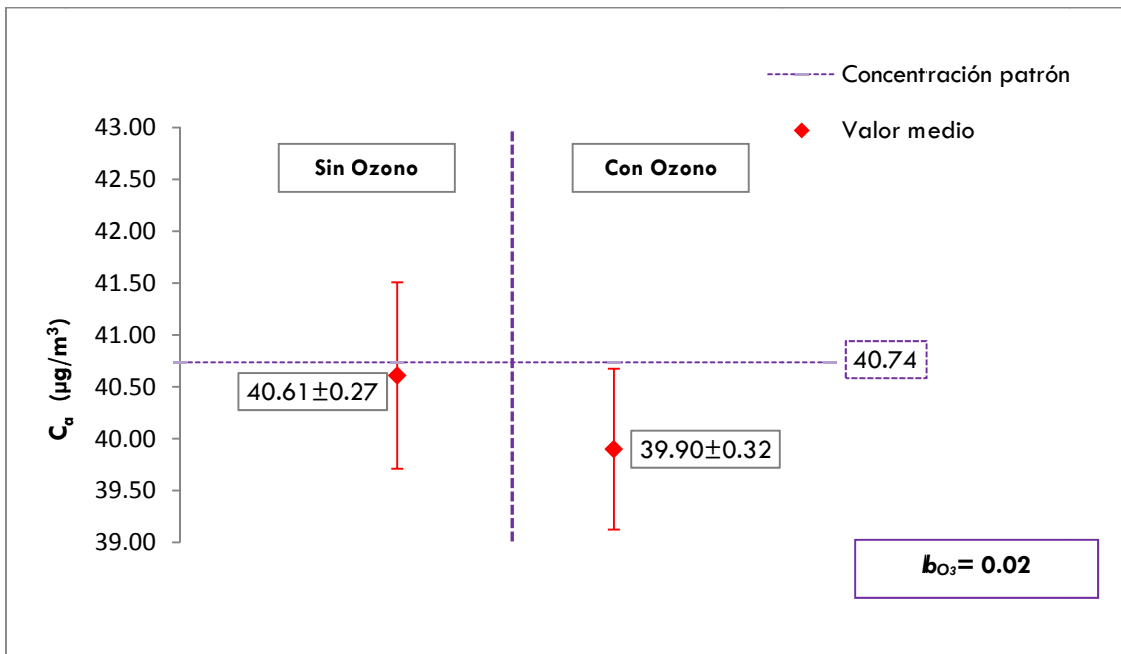 Concentración patrón
Valor medio
43.00
42.50
42.00
41.50
41.00
40.50
40.00
39.50
39.00
Cₐ (µg/m³)
Sin Ozono
Con Ozono
40.74
40.61±0.27
39.90±0.32
= 0.02